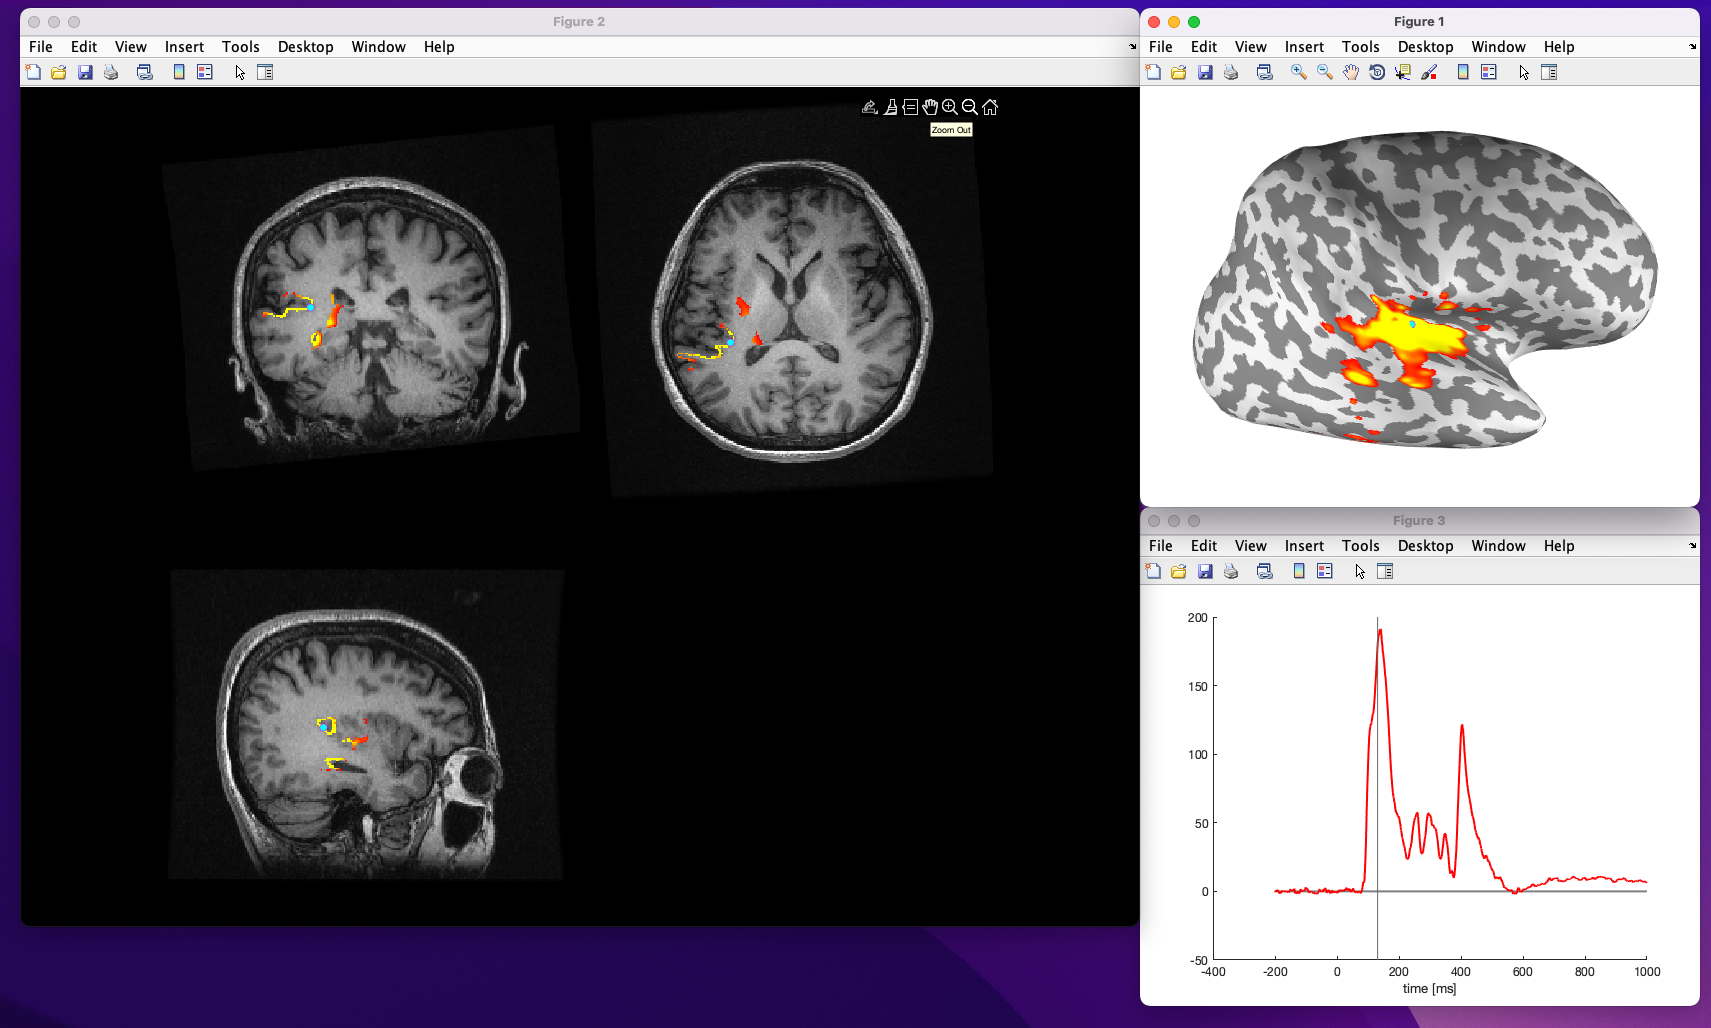 Figure 2
File Edit View Insert Tools Desktop Window Help
Zoom Out
Figure 1
File Edit View Insert Tools Desktop Window Help
Figure 3
File Edit View Insert Tools Desktop Window Help
200
150
100
50
0
-50
-400 -200 0 200 400 600 800 1000
time [ms]